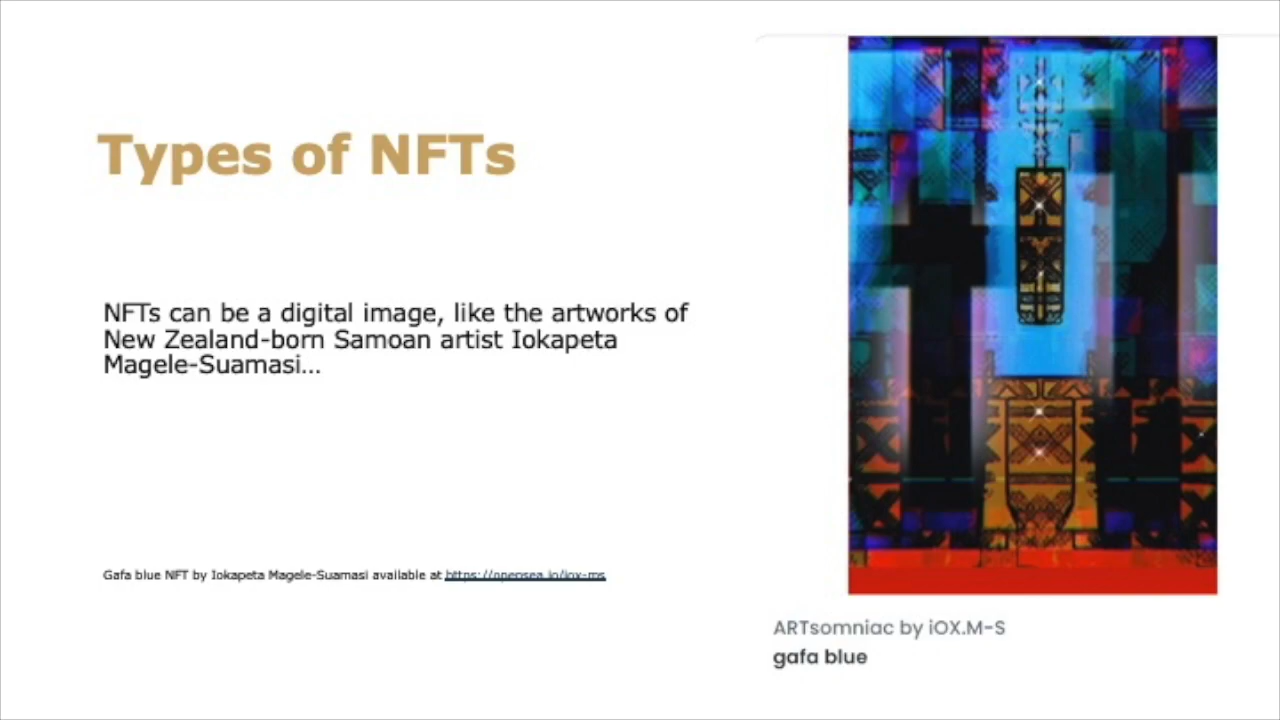 Types of NFTs
NFTs can be a digital image, like the artworks of
New Zealand-born Samoan artist Iokapeta
Magele-Suamasi...
Gafa blue NFT by Iokapeta Magele-Suamasi available at https://opensea.io/iox-ms
ARTsomniac by iOX.M-S
gafa blue